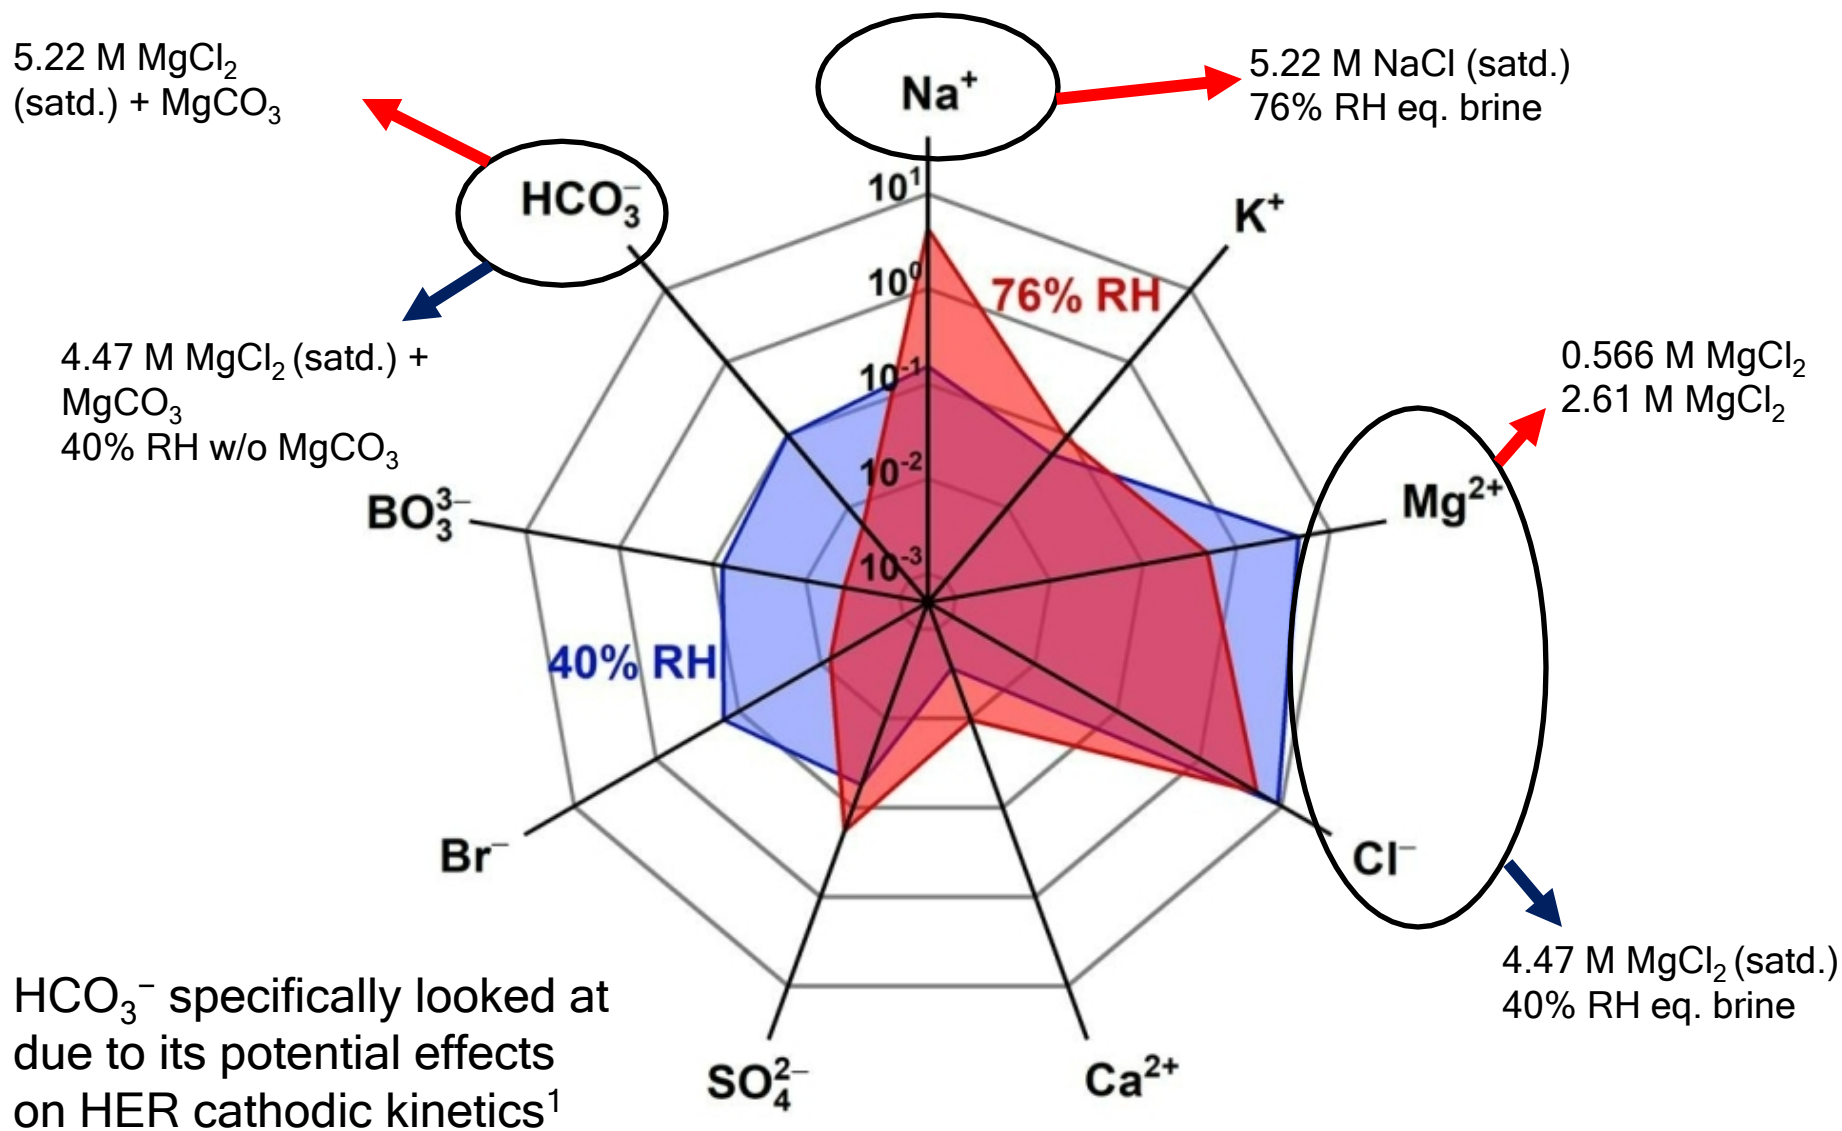 5.22 M MgCl₂
(satd.) + MgCO₃
Na⁺
5.22 M NaCl (satd.)
76% RH eq. brine
HCO₃⁻
10¹
K⁺
10⁰
76% RH
4.47 M MgCl₂ (satd.) +
MgCO₃
40% RH w/o MgCO₃
10⁻¹
0.566 M MgCl₂
2.61 M MgCl₂
10⁻²
BO₃³⁻
Mg²⁺
10⁻³
40% RH
Br⁻
Cl⁻
4.47 M MgCl₂ (satd.)
40% RH eq. brine
HCO₃⁻ specifically looked at
due to its potential effects
on HER cathodic kinetics¹
SO₄²⁻
Ca²⁺